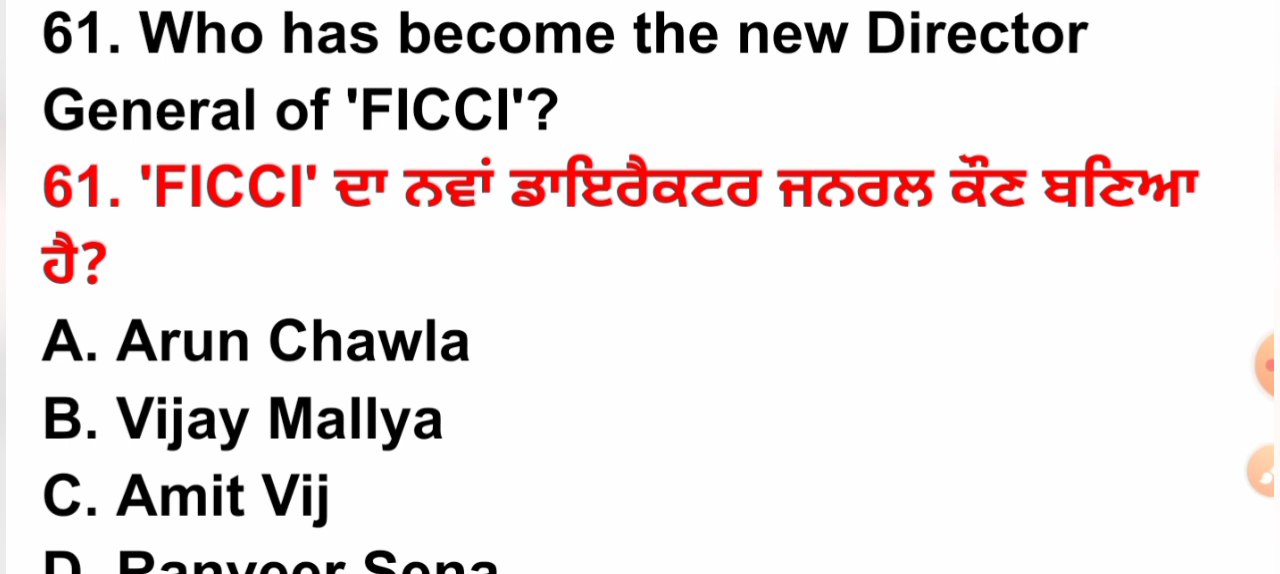 61. Who has become the new Director
General of 'FICCI'?
61. 'FICCI' ਦਾ ਨਵਾਂ ਡਾਇਰੈਕਟਰ ਜਨਰਲ ਕੌਣ ਬਣਿਆ
ਹੈ?
A. Arun Chawla
B. Vijay Mallya
C. Amit Vij
D. Ranveer